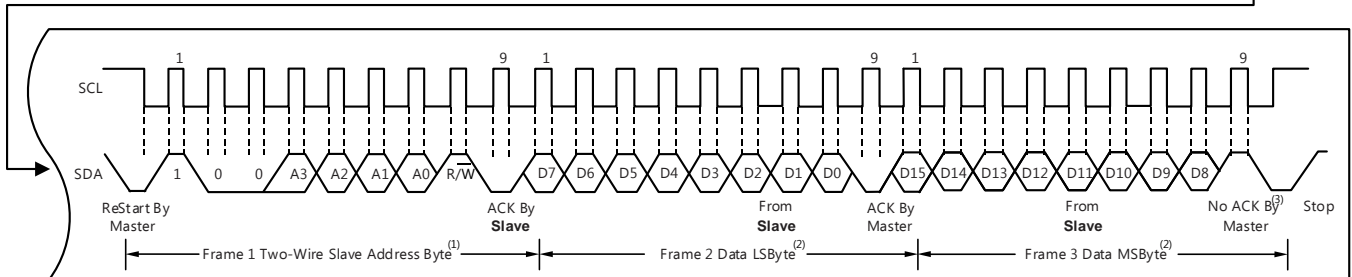 1 9 1 9 1 9
SCL
SDA 1 0 0 A3 A2 A1 A0 R/W D7 D6 D5 D4 D3 D2 D1 D0 D15 D14 D13 D12 D11 D10 D9 D8
ReStart By Master
ACK By Slave
From Slave
ACK By Master
From Slave
No ACK By Master(3)
Stop
Frame 1 Two-Wire Slave Address Byte(1)
Frame 2 Data LSByte(2)
Frame 3 Data MSByte(2)